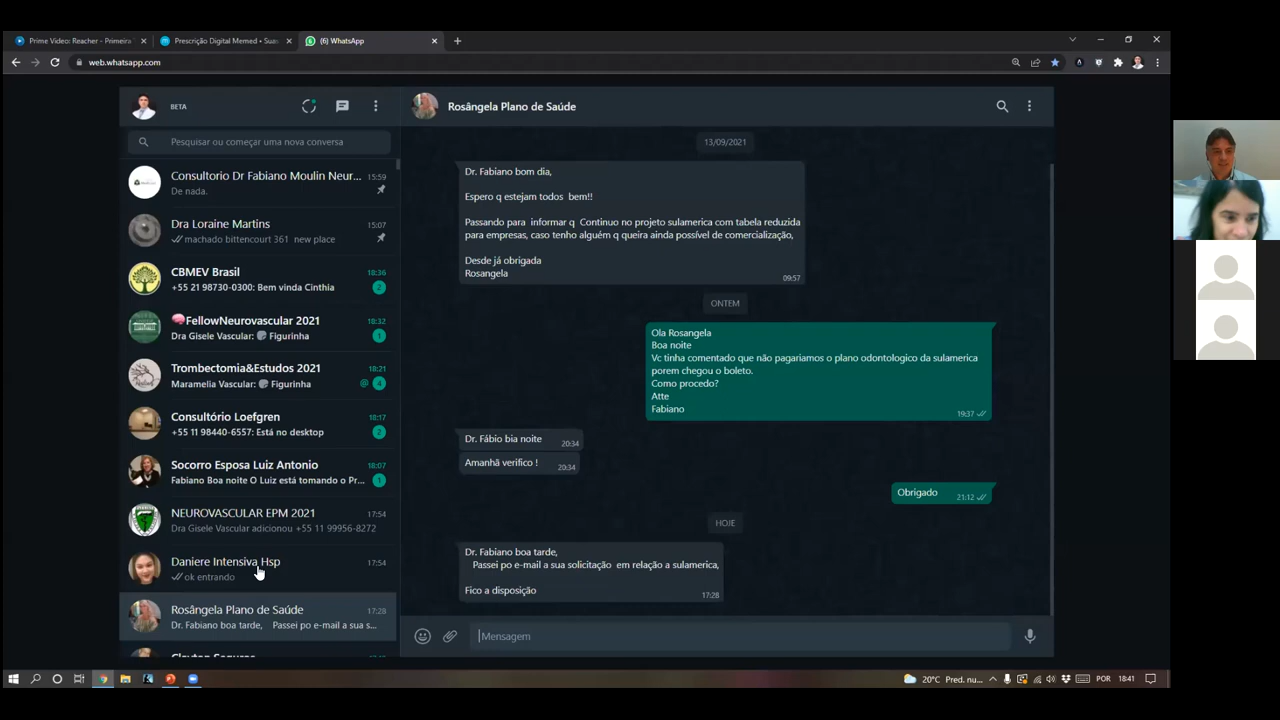 Prime Video: Reacher - Primeira
Prescrição Digital Memed • Sua
(6) WhatsApp
web.whatsapp.com
BETA
Pesquisar ou começar uma nova conversa
Consultorio Dr Fabiano Moulin Neur... 15:59
De nada.
Dra Loraine Martins 15:07
machado bittencourt 361 new place
CBMEV Brasil 18:36
+55 21 98730-0300: Bem vinda Cinthia 2
🧠FellowNeurovascular 2021 18:32
Dra Gisele Vascular: Figurinha 1
Trombectomia&Estudos 2021 18:21
Maramelia Vascular: Figurinha @ 4
Consultório Loefgren 18:17
+55 11 98440-6557: Está no desktop 2
Socorro Esposa Luiz Antonio 18:07
Fabiano Boa noite O Luiz está tomando o Pr... 1
NEUROVASCULAR EPM 2021 17:54
Dra Gisele Vascular adicionou +55 11 99956-8272
Daniere Intensiva Hsp 17:54
ok entrando
Rosângela Plano de Saúde 17:28
Dr. Fabiano boa tarde, Passei po e-mail a sua s...
Rosângela Plano de Saúde
13/09/2021
Dr. Fabiano bom dia,
Espero q estejam todos bem!!
Passando para informar q Continuo no projeto sulamerica com tabela reduzida
para empresas, caso tenho alguém q queira ainda possível de comercialização,
Desde já obrigada
Rosangela
09:57
ONTEM
Ola Rosangela
Boa noite
Vc tinha comentado que não pagariamos o plano odontologico da sulamerica
porem chegou o boleto.
Como procedo?
Atte
Fabiano
19:37
Dr. Fábio bia noite 20:34
Amanhã verifico ! 20:34
Obrigado 21:12
HOJE
Dr. Fabiano boa tarde,
Passei po e-mail a sua solicitação em relação a sulamerica,
Fico a disposição
17:28
Mensagem
20°C Pred. nu... POR 18:41